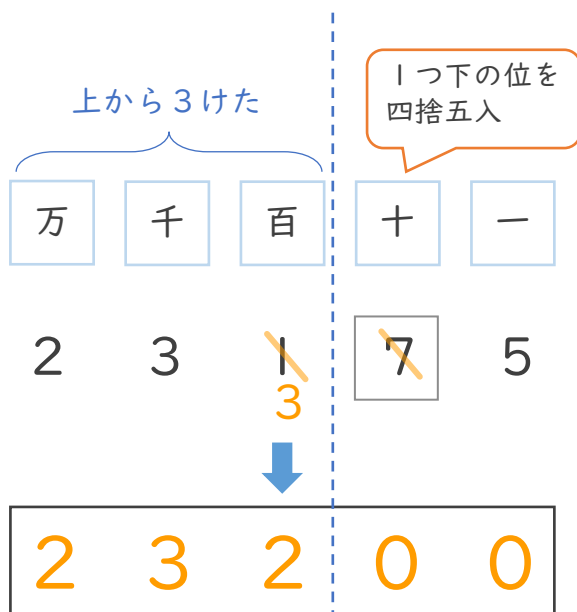 上から3けた
1つ下の位を
四捨五入
万 千 百 十 一
2 3 1 7 5
3
2 3 2 0 0